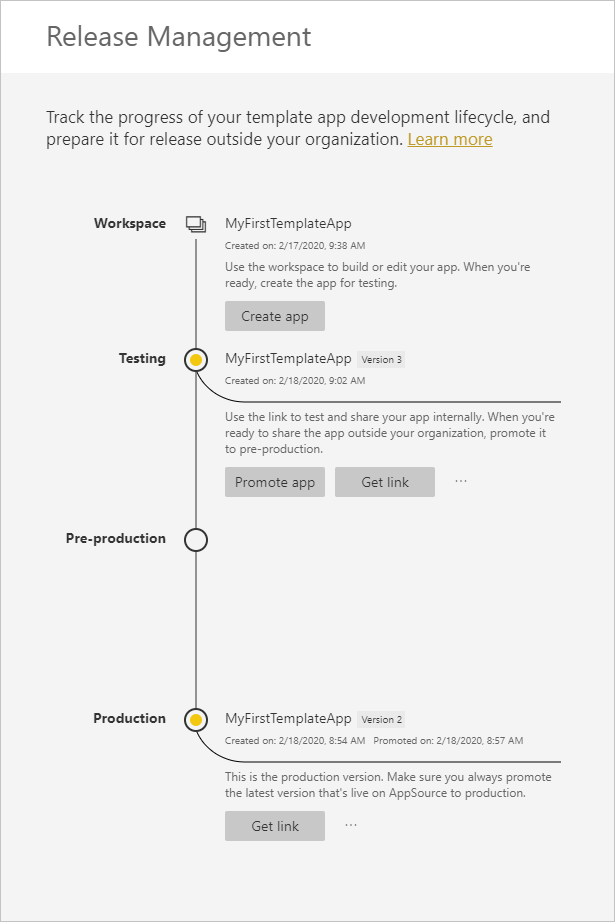 Release Management
Track the progress of your template app development lifecycle, and
prepare it for release outside your organization. Learn more
Workspace
MyFirstTemplateApp
Created on: 2/17/2020, 9:38 AM
Use the workspace to build or edit your app. When you're
ready, create the app for testing.
Create app
Testing
MyFirstTemplateApp Version 3
Created on: 2/18/2020, 9:02 AM
Use the link to test and share your app internally. When you're
ready to share the app outside your organization, promote it
to pre-production.
Promote app Get link ...
Pre-production
Production
MyFirstTemplateApp Version 2
Created on: 2/18/2020, 8:54 AM Promoted on: 2/18/2020, 8:57 AM
This is the production version. Make sure you always promote
the latest version that's live on AppSource to production.
Get link ...